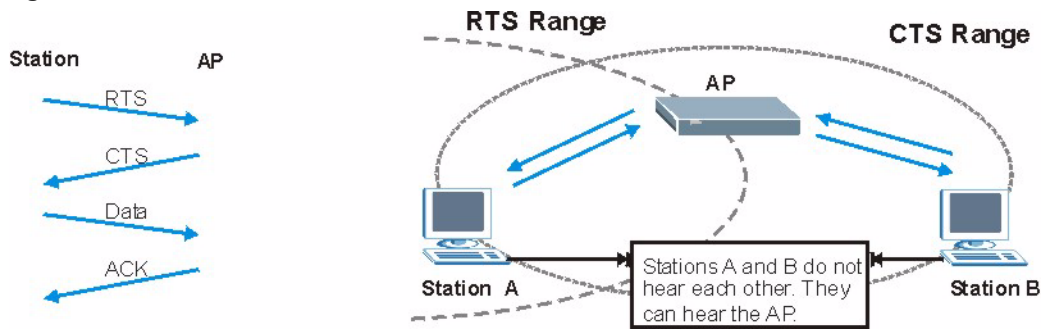 RTS Range
CTS Range
Station
AP
RTS
CTS
Data
ACK
AP
Station A
Stations A and B do not
hear each other. They
can hear the AP.
Station B